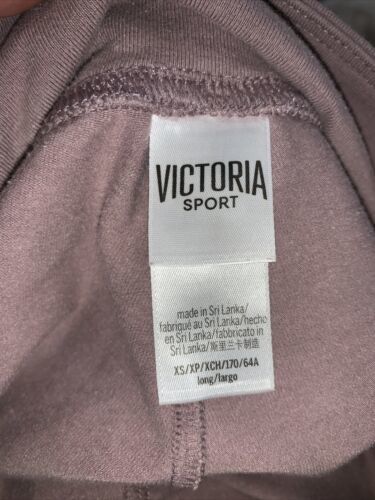 VICTORIA
SPORT
made in Sri Lanka/
fabriqué au Sri Lanka/hecho
en Sri Lanka/fabbricato in
Sri Lanka/斯里兰卡制造
XS/XP/XCH/170/64A
long/largo